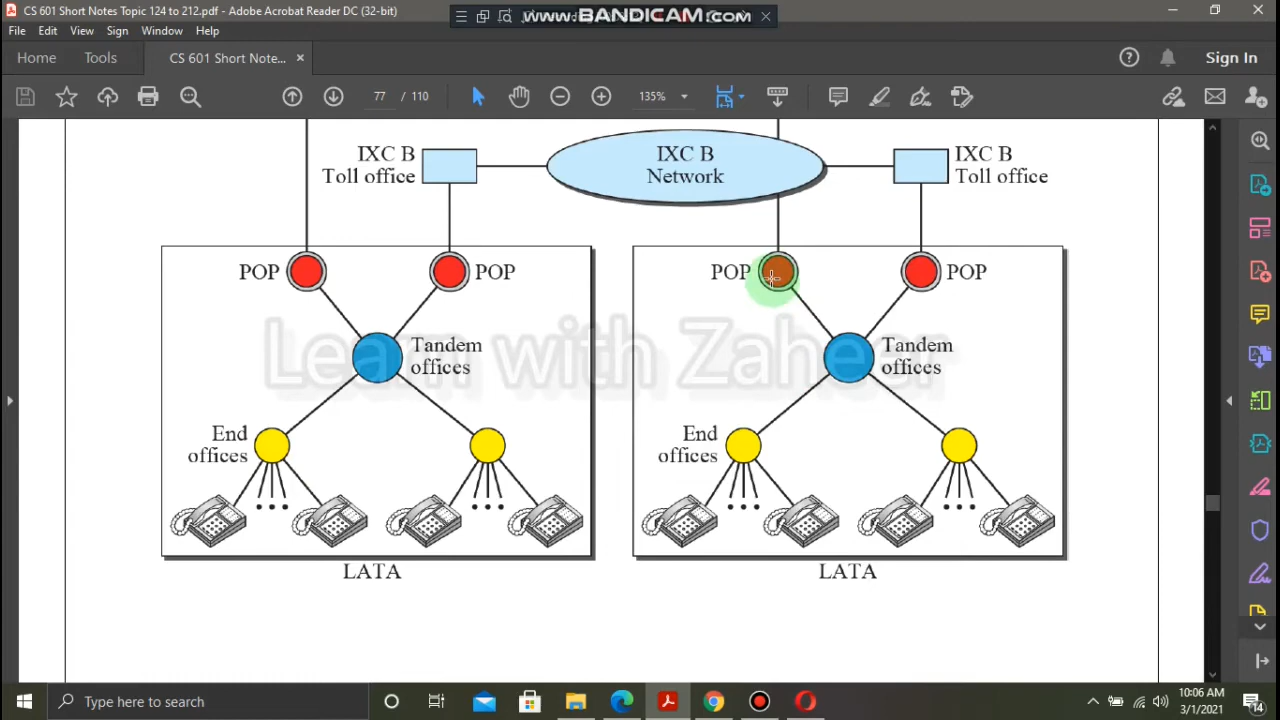 CS 601 Short Notes Topic 124 to 212.pdf - Adobe Acrobat Reader DC (32-bit)
www.BANDICAM.com
File Edit View Sign Window Help
Home Tools CS 601 Short Note... × Sign In
77 / 110 135%
IXC B
Toll office
IXC B
Network
IXC B
Toll office
POP POP POP POP
Tandem
offices
Tandem
offices
Learn with Zaheer
End
offices
End
offices
LATA LATA
Type here to search
10:06 AM
3/1/2021
14